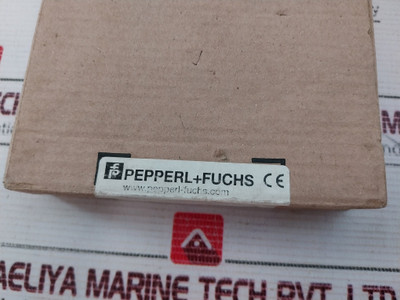 PEPPERL+FUCHS CE
www.pepperl-fuchs.com
AELIYA MARINE TECH PVT. LTD